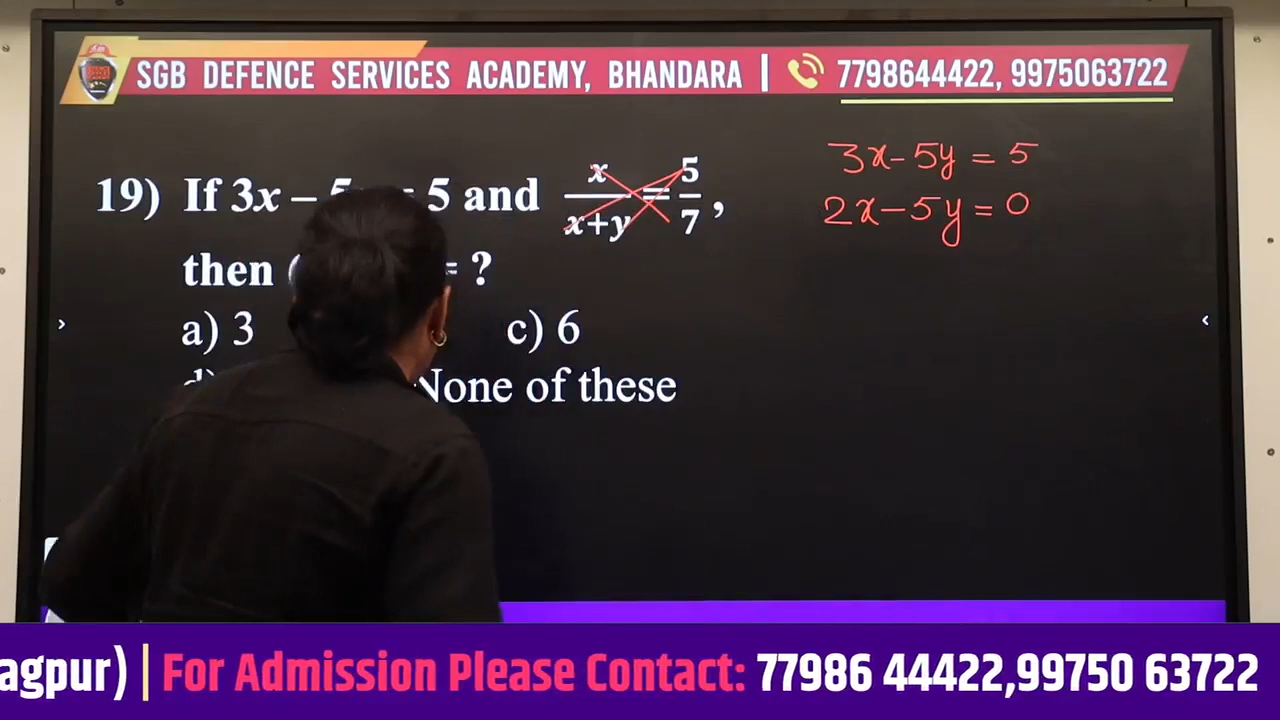 SGB DEFENCE SERVICES ACADEMY, BHANDARA | 7798644422, 9975063722
19) If 3x – 5 5 and x/x+y = 5/7,
then = ?
a) 3 c) 6
None of these
3x - 5y = 5
2x - 5y = 0
agpur) | For Admission Please Contact: 77986 44422,99750 63722